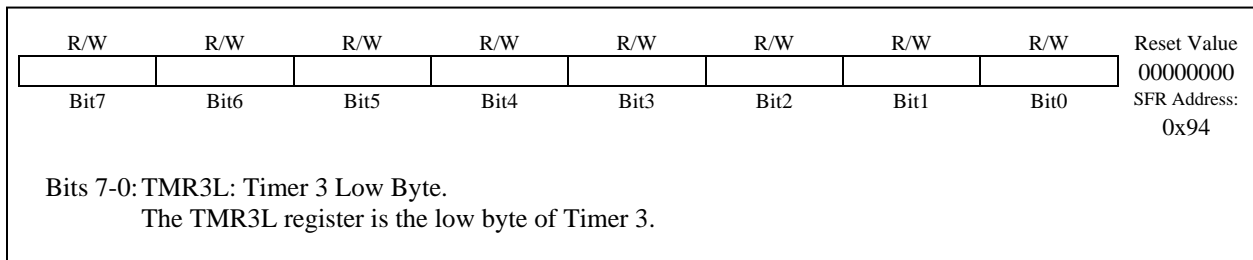 R/W R/W R/W R/W R/W R/W R/W R/W Reset Value
00000000
Bit7 Bit6 Bit5 Bit4 Bit3 Bit2 Bit1 Bit0 SFR Address:
0x94
Bits 7-0: TMR3L: Timer 3 Low Byte.
The TMR3L register is the low byte of Timer 3.